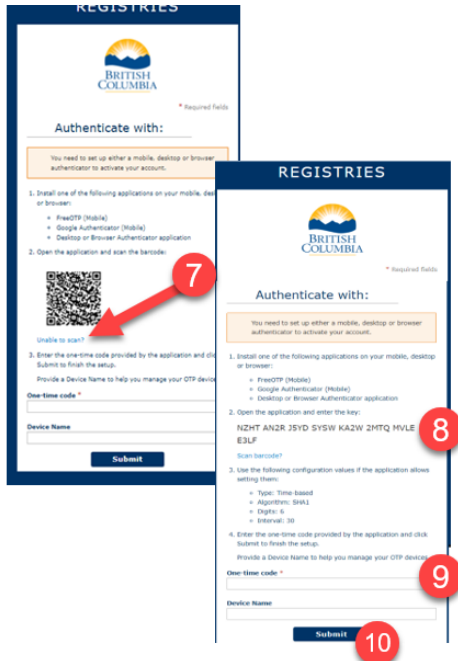 REGISTRIES
BRITISH
COLUMBIA
* Required fields
Authenticate with:
You need to set up either a mobile, desktop or browser
authenticator to activate your account.
1. Install one of the following applications on your mobile, des
or browser:
FreeOTP (Mobile)
Google Authenticator (Mobile)
Desktop or Browser Authenticator application
2. Open the application and scan the barcode:
7
Unable to scan?
3. Enter the one-time code provided by the application and clic
Submit to finish the setup.
Provide a Device Name to help you manage your OTP device
One-time code *
Device Name
Submit
REGISTRIES
BRITISH
COLUMBIA
* Required fields
Authenticate with:
You need to set up either a mobile, desktop or browser
authenticator to activate your account.
1. Install one of the following applications on your mobile, desktop
or browser:
FreeOTP (Mobile)
Google Authenticator (Mobile)
Desktop or Browser Authenticator application
2. Open the application and enter the key:
NZHT AN2R J5YD SYSW KA2W 2MTQ MVLE
E3LF
8
Scan barcode?
3. Use the following configuration values if the application allows
setting them:
Type: Time-based
Algorithm: SHA1
Digits: 6
Interval: 30
4. Enter the one-time code provided by the application and click
Submit to finish the setup.
Provide a Device Name to help you manage your OTP devices
One-time code *
9
Device Name
Submit
10